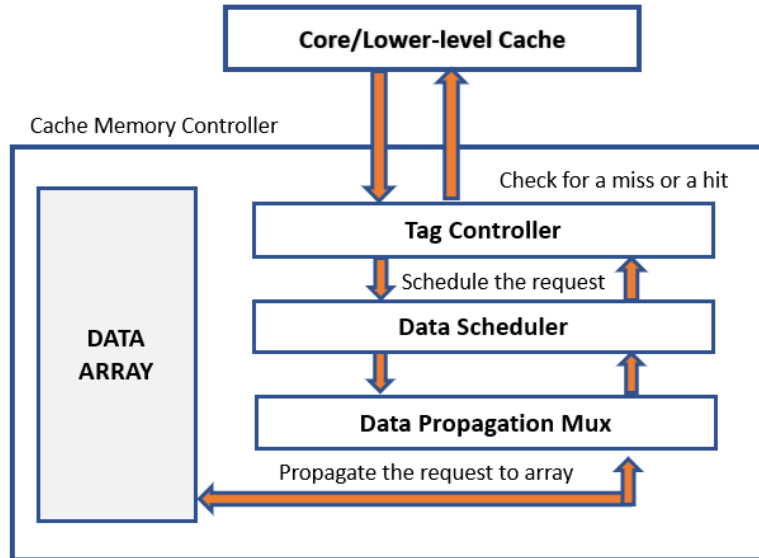 Core/Lower-level Cache
Cache Memory Controller
Check for a miss or a hit
Tag Controller
Schedule the request
Data Scheduler
DATA
ARRAY
Data Propagation Mux
Propagate the request to array